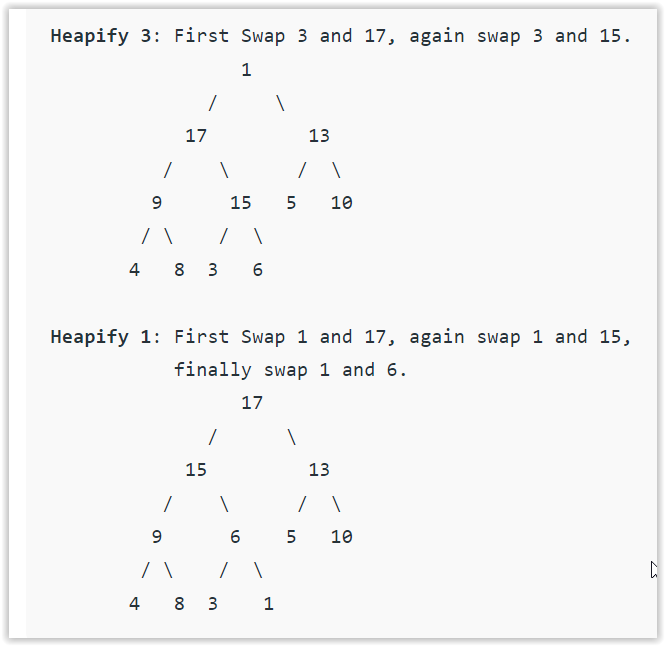 Heapify 3: First Swap 3 and 17, again swap 3 and 15.
1
/ \
17 13
/ \ / \
9 15 5 10
/ \ / \
4 8 3 6
Heapify 1: First Swap 1 and 17, again swap 1 and 15,
finally swap 1 and 6.
17
/ \
15 13
/ \ / \
9 6 5 10
/ \ / \
4 8 3 1